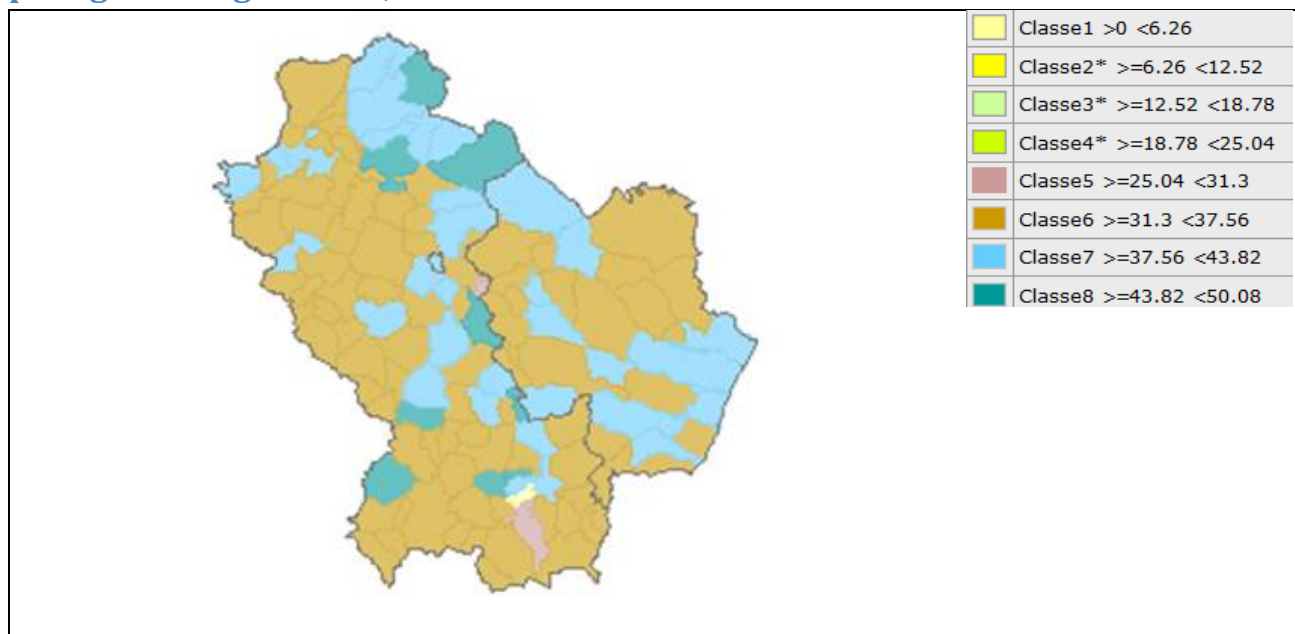 Classe1 >0 <6.26
Classe2* >=6.26 <12.52
Classe3* >=12.52 <18.78
Classe4* >=18.78 <25.04
Classe5 >=25.04 <31.3
Classe6 >=31.3 <37.56
Classe7 >=37.56 <43.82
Classe8 >=43.82 <50.08